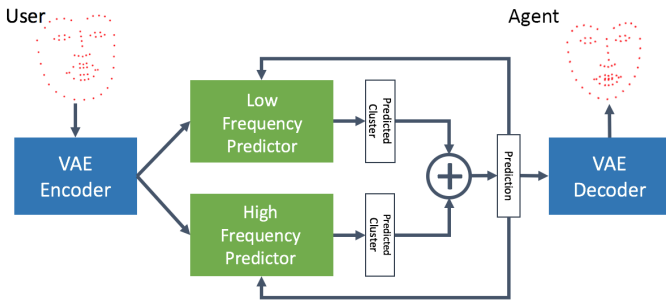 User
Agent
VAE
Encoder
Low
Frequency
Predictor
Predicted
Cluster
High
Frequency
Predictor
Predicted
Cluster
Prediction
VAE
Decoder